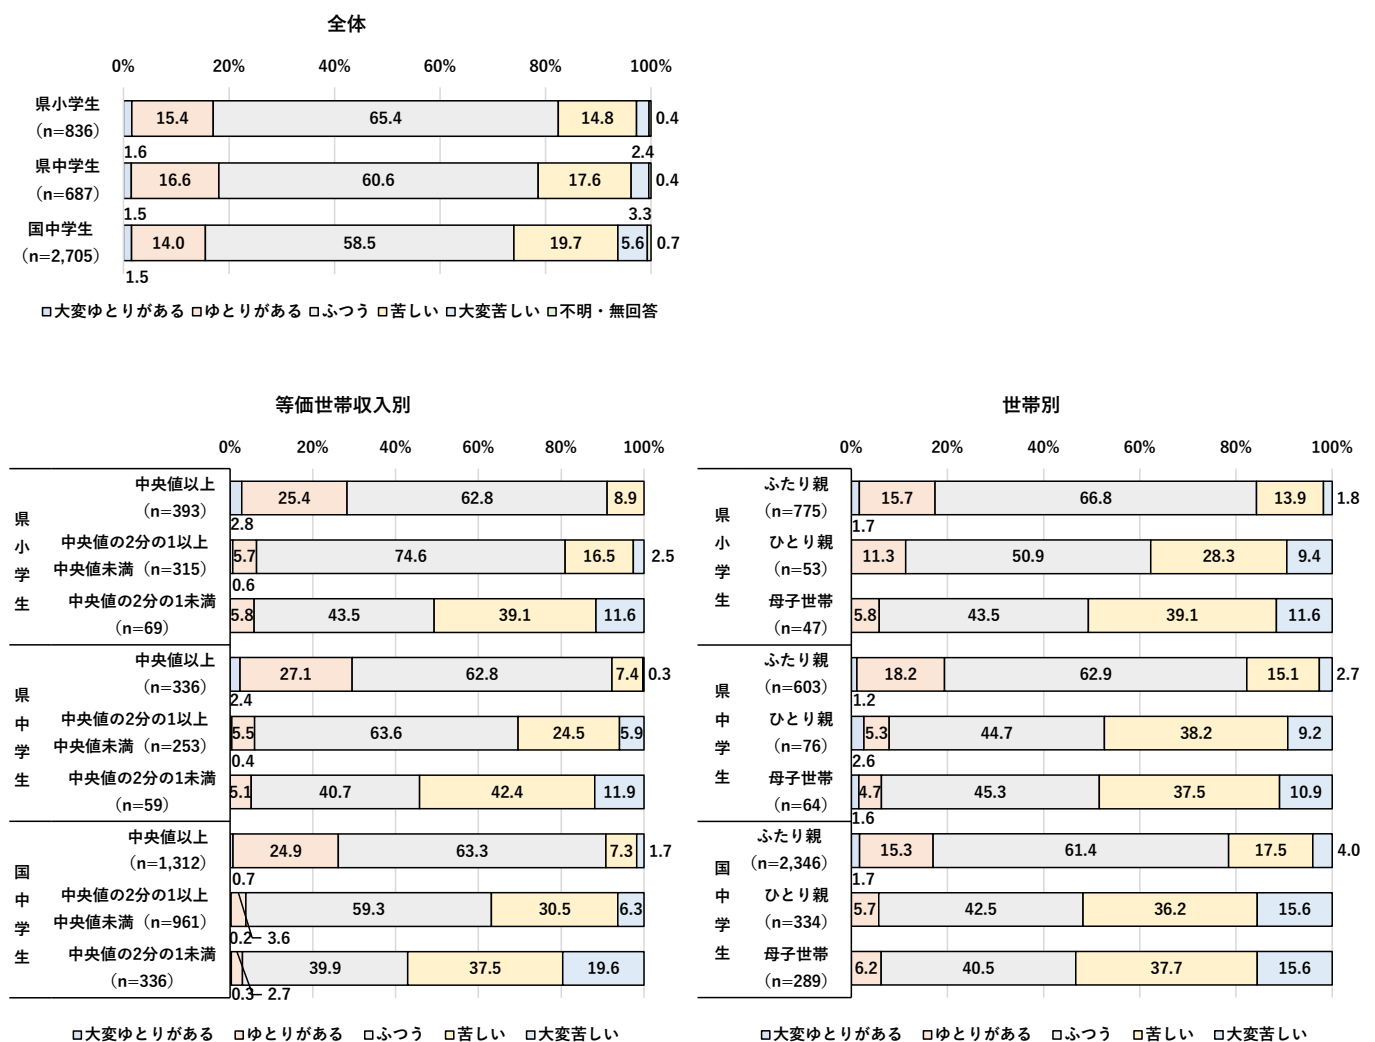 全体
0% 20% 40% 60% 80% 100%
県小学生
（n=836）
15.4 65.4 14.8 0.4
1.6 2.4
県中学生
（n=687）
16.6 60.6 17.6 0.4
1.5 3.3
国中学生
（n=2,705）
14.0 58.5 19.7 5.6 0.7
1.5
大変ゆとりがある ゆとりがある ふつう 苦しい 大変苦しい 不明・無回答
等価世帯収入別
0% 20% 40% 60% 80% 100%
県小学生
中央値以上
（n=393）
25.4 62.8 8.9
2.8
中央値の2分の1以上
中央値未満（n=315）
5.7 74.6 16.5 2.5
0.6
中央値の2分の1未満
（n=69）
5.8 43.5 39.1 11.6
県中学生
中央値以上
（n=336）
27.1 62.8 7.4 0.3
2.4
中央値の2分の1以上
中央値未満（n=253）
5.5 63.6 24.5 5.9
0.4
中央値の2分の1未満
（n=59）
5.1 40.7 42.4 11.9
国中学生
中央値以上
（n=1,312）
24.9 63.3 7.3 1.7
0.7
中央値の2分の1以上
中央値未満（n=961）
59.3 30.5 6.3
0.2 3.6
中央値の2分の1未満
（n=336）
39.9 37.5 19.6
0.3 2.7
大変ゆとりがある ゆとりがある ふつう 苦しい 大変苦しい
世帯別
0% 20% 40% 60% 80% 100%
県小学生
ふたり親
（n=775）
15.7 66.8 13.9 1.8
1.7
ひとり親
（n=53）
11.3 50.9 28.3 9.4
母子世帯
（n=47）
5.8 43.5 39.1 11.6
県中学生
ふたり親
（n=603）
18.2 62.9 15.1 2.7
1.2
ひとり親
（n=76）
5.3 44.7 38.2 9.2
2.6
母子世帯
（n=64）
4.7 45.3 37.5 10.9
1.6
国中学生
ふたり親
（n=2,346）
15.3 61.4 17.5 4.0
1.7
ひとり親
（n=334）
5.7 42.5 36.2 15.6
母子世帯
（n=289）
6.2 40.5 37.7 15.6
大変ゆとりがある ゆとりがある ふつう 苦しい 大変苦しい